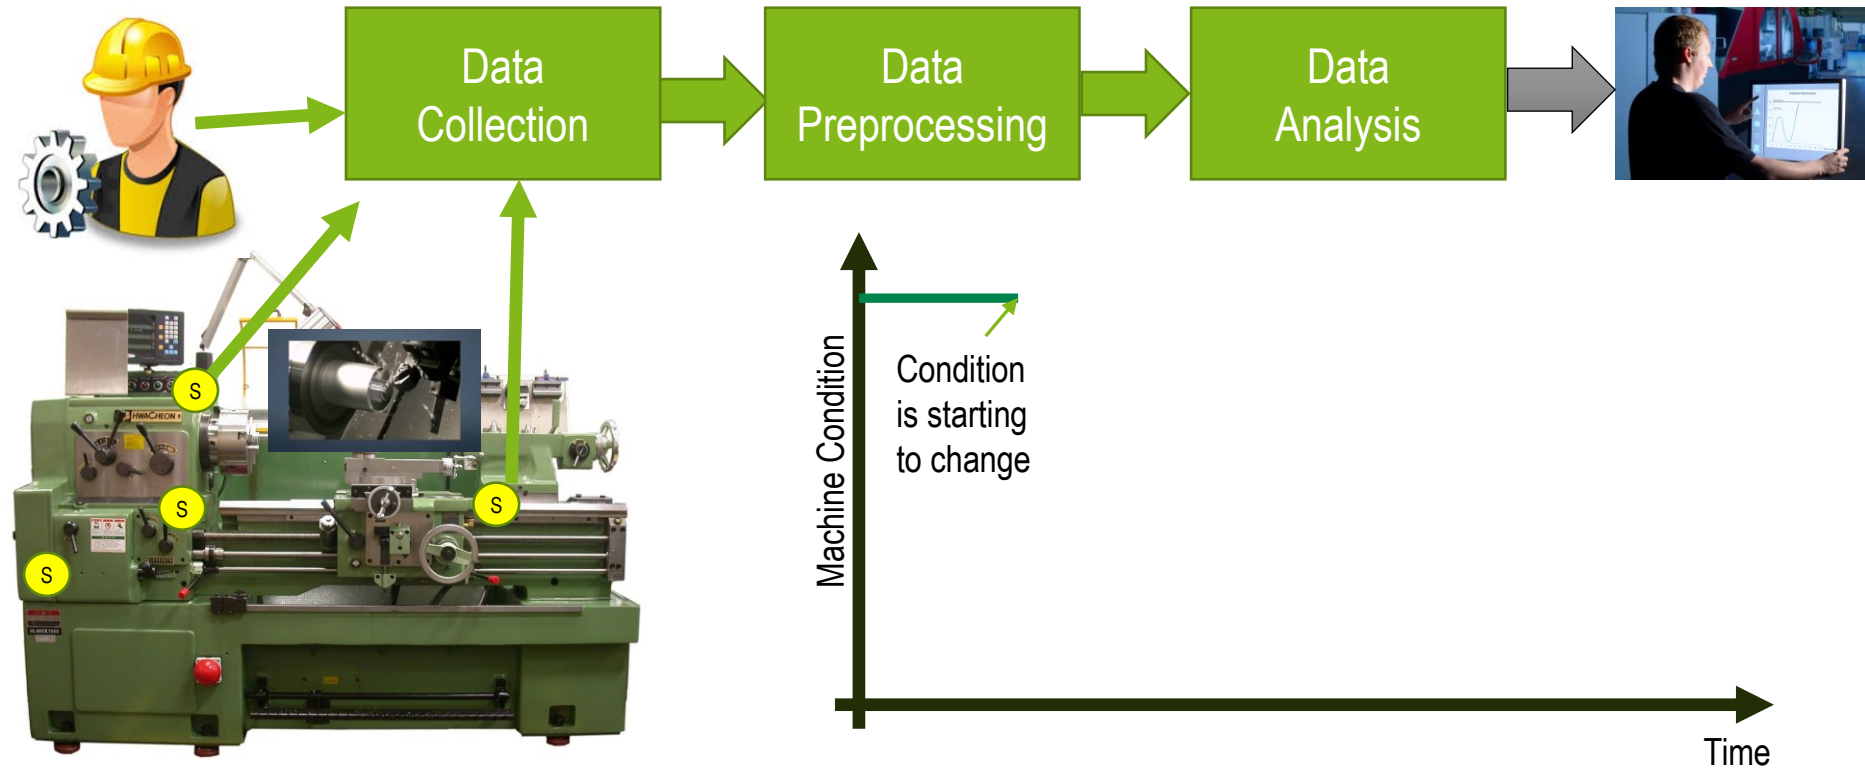 Data
Collection
Data
Preprocessing
Data
Analysis
S
HWACHEON
S
S
S
Machine Condition
Condition
is starting
to change
Time